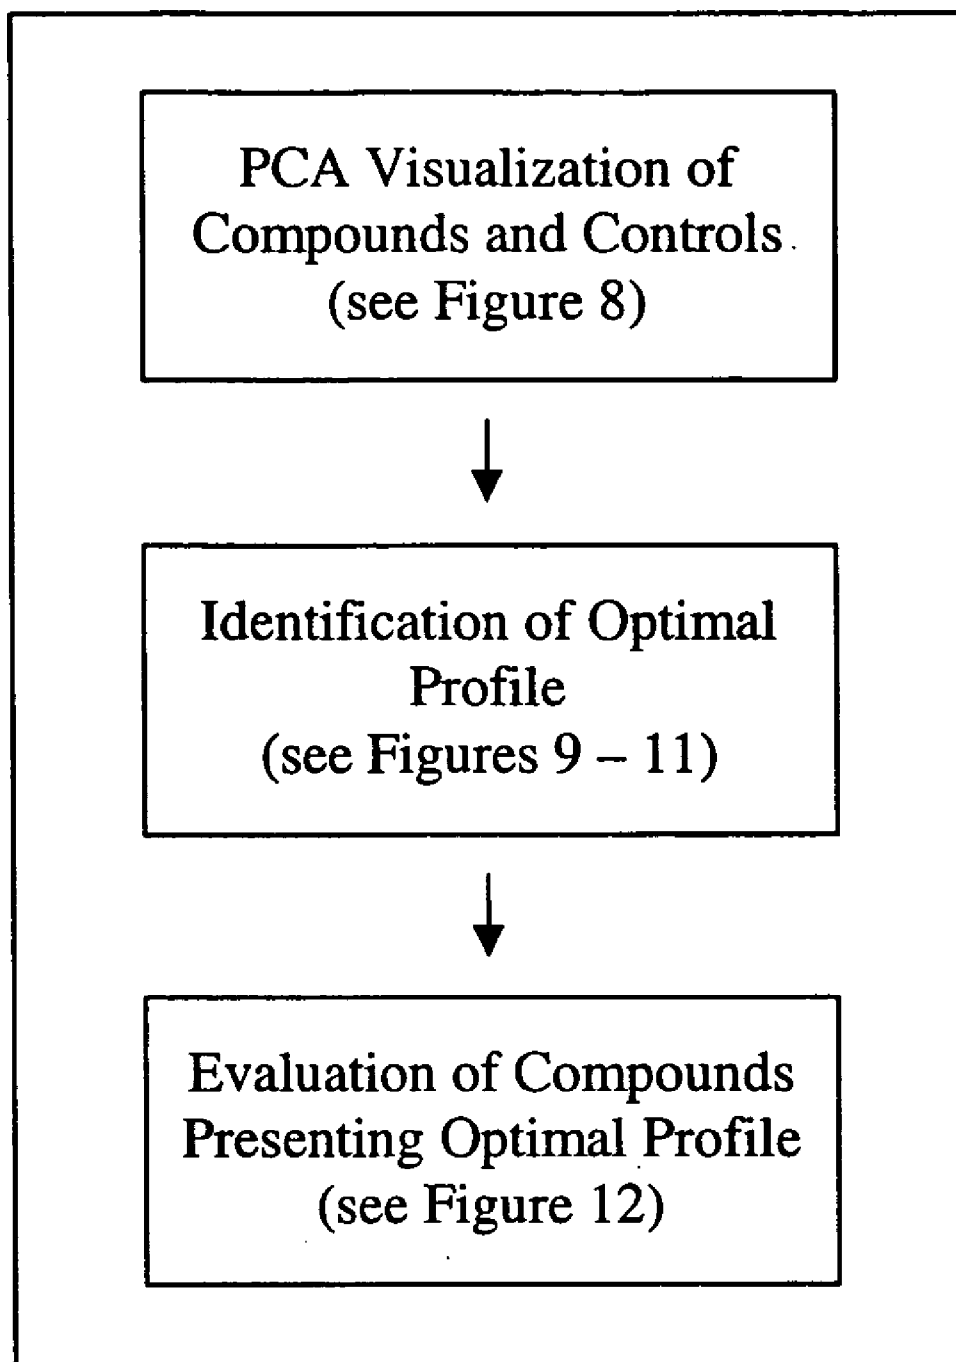 PCA Visualization of
Compounds and Controls
(see Figure 8)
Identification of Optimal
Profile
(see Figures 9 – 11)
Evaluation of Compounds
Presenting Optimal Profile
(see Figure 12)